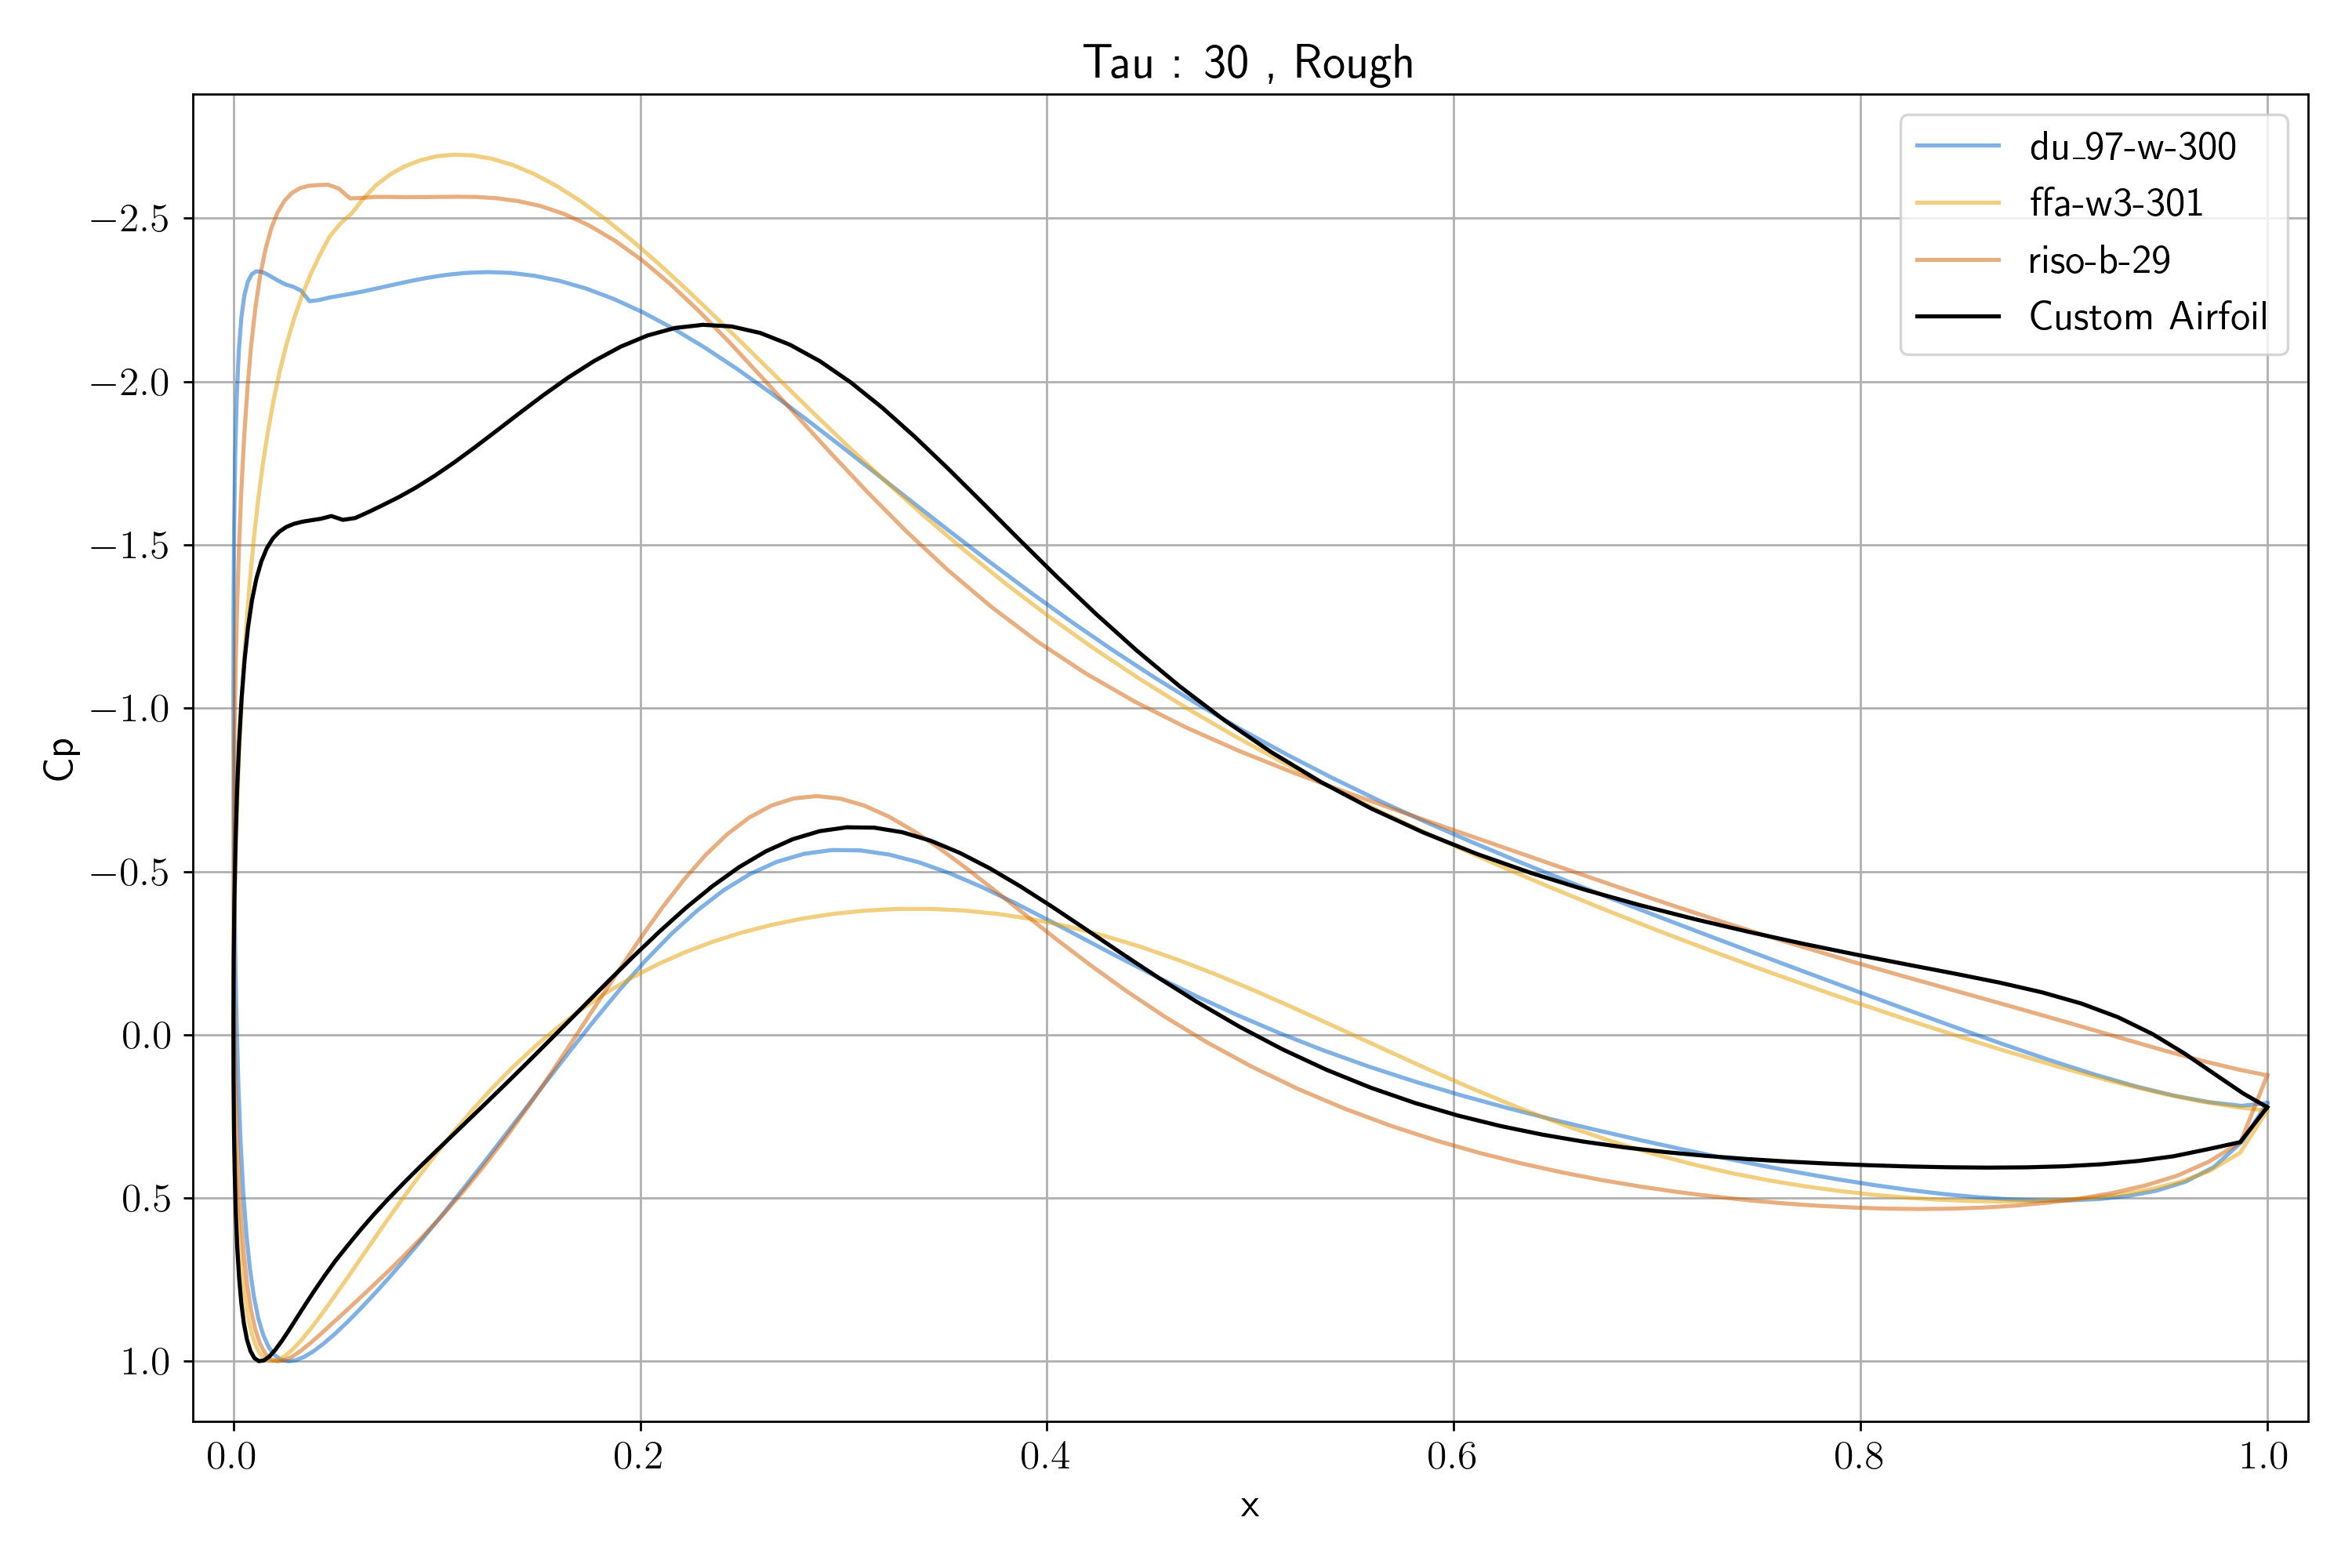 Tau : 30 , Rough
du_97-w-300
ffa-w3-301
riso-b-29
Custom Airfoil
−2.5
−2.0
−1.5
−1.0
−0.5
0.0
0.5
1.0
Cp
0.0 0.2 0.4 0.6 0.8 1.0
x